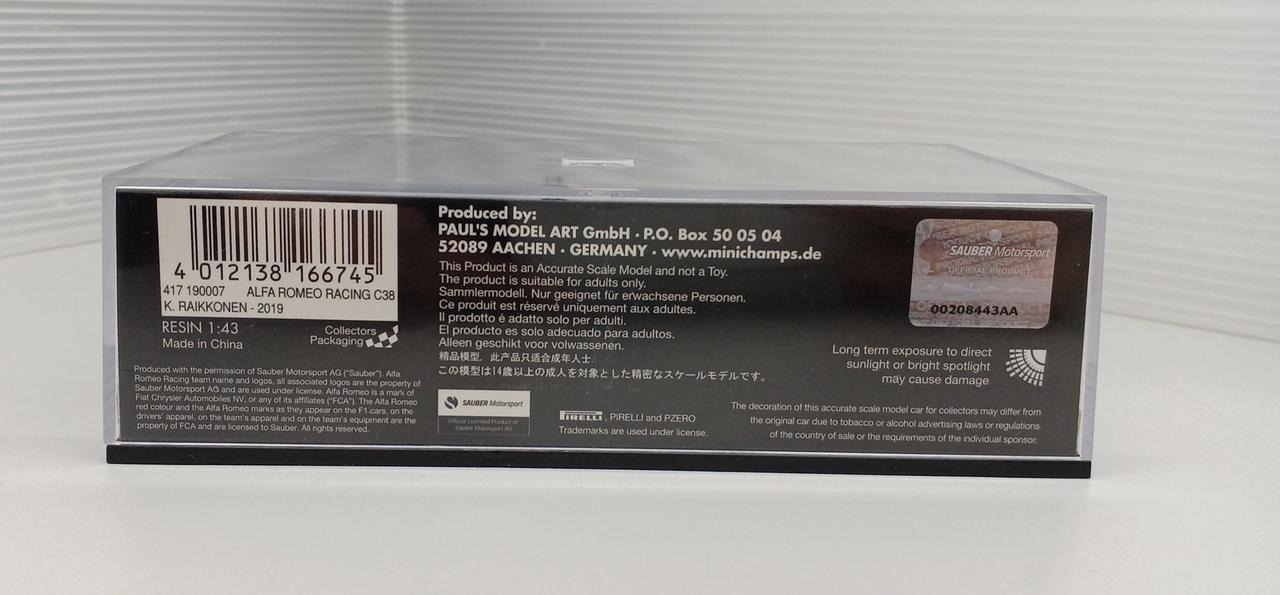 4 012138 166745
417 190007 ALFA ROMEO RACING C38
K. RAIKKONEN - 2019
RESIN 1:43
Made in China
Collectors
Packaging
Produced with the permission of Sauber Motorsport AG ("Sauber"). Alfa
Romeo Racing team name and logos, all associated logos are the property of
Sauber Motorsport AG and are used under license. Alfa Romeo is a mark of
Fiat Chrysler Automobiles NV, or any of its affiliates ("FCA"). The Alfa Romeo
red colour and the Alfa Romeo marks as they appear on the F1 cars, on the
drivers' apparel, on the team's apparel and on the team's equipment are the
property of FCA and are licensed to Sauber. All rights reserved.
Produced by:
PAUL'S MODEL ART GmbH · P.O. Box 50 05 04
52089 AACHEN · GERMANY · www.minichamps.de
This Product is an Accurate Scale Model and not a Toy.
The product is suitable for adults only.
Sammlermodell. Nur geeignet für erwachsene Personen.
Ce produit est réservé uniquement aux adultes.
Il prodotto é adatto solo per adulti.
El producto es solo adecuado para adultos.
Alleen geschikt voor volwassenen.
精品模型. 此产品只适合成年人士.
この模型は14歳以上の成人を対象とした精密なスケールモデルです。
SAUBER Motorsport
Official Licensed Product of
Sauber Motorsport AG
PIRELLI, PIRELLI and PZERO
Trademarks are used under license.
SAUBER Motorsport
OFFICIAL PRODUCT
00208443AA
Long term exposure to direct
sunlight or bright spotlight
may cause damage
The decoration of this accurate scale model car for collectors may differ from
the original car due to tobacco or alcohol advertising laws or regulations
of the country of sale or the requirements of the individual sponsor.